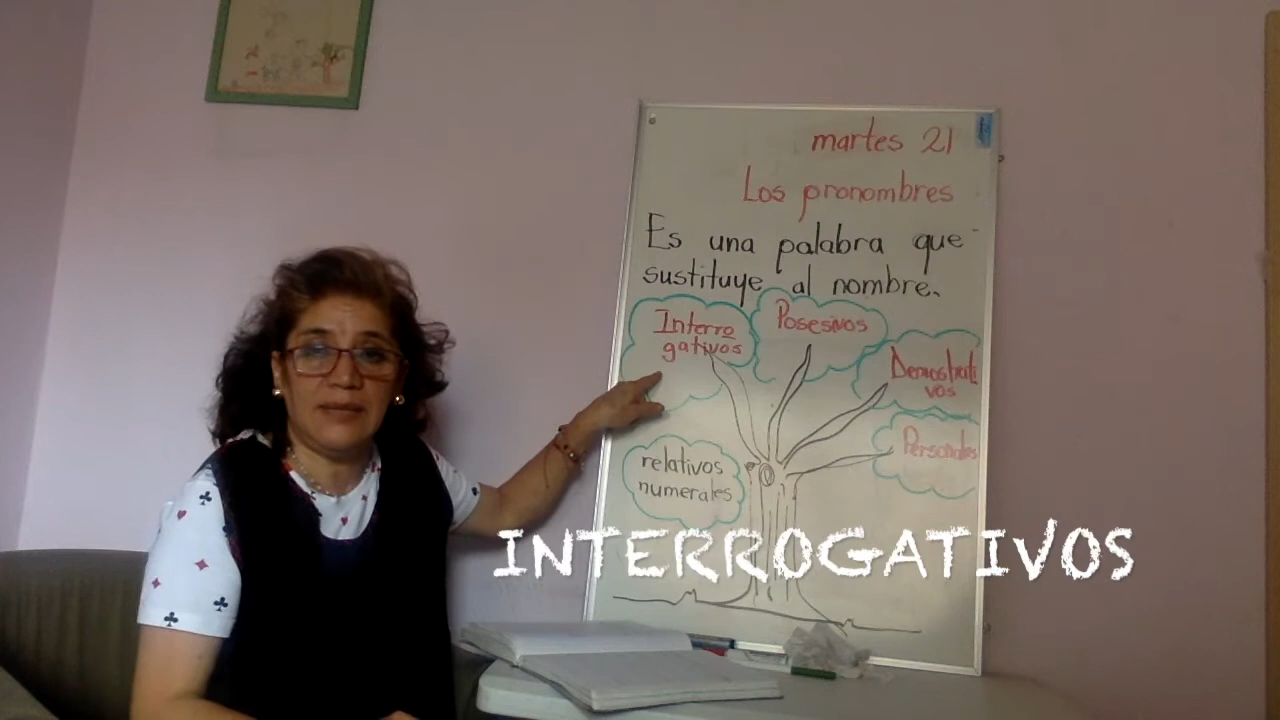 martes 21
Los pronombres
Es una palabra que
sustituye al nombre.
Interro
gativos
Posesivos
Demostrati
vos
Personales
relativos
numerales
INTERROGATIVOS